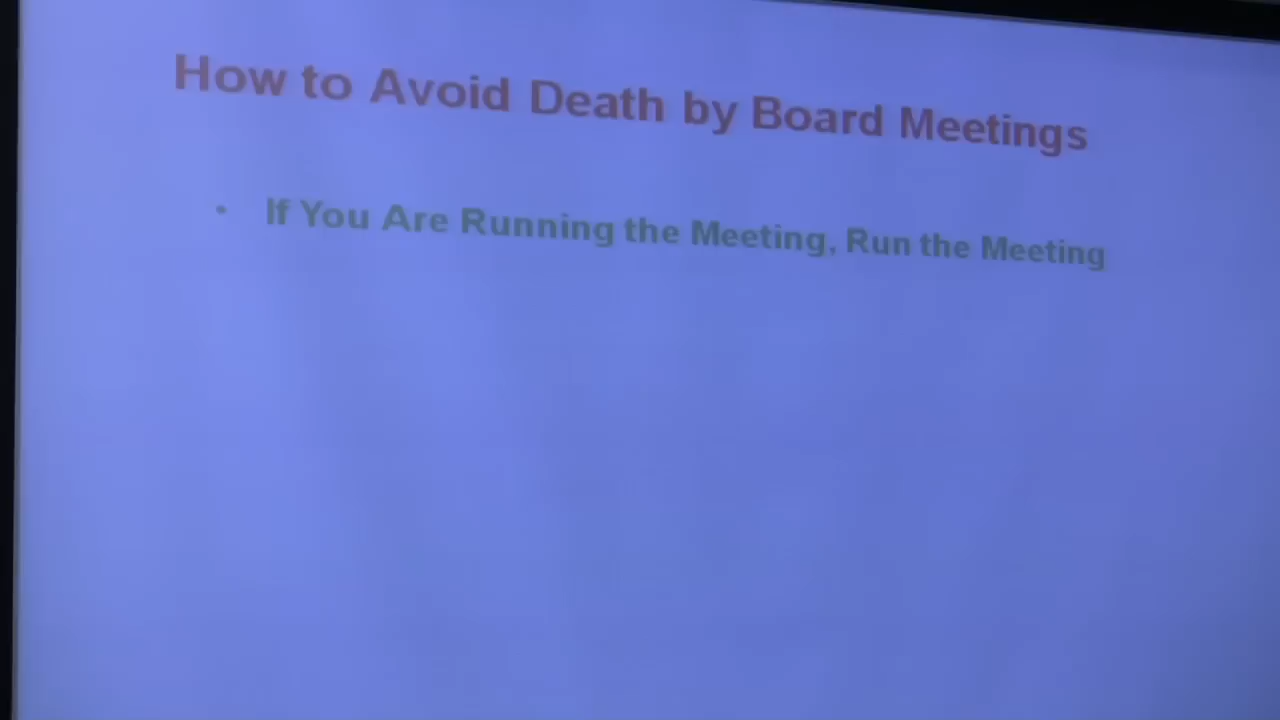 How to Avoid Death by Board Meetings
• If You Are Running the Meeting, Run the Meeting